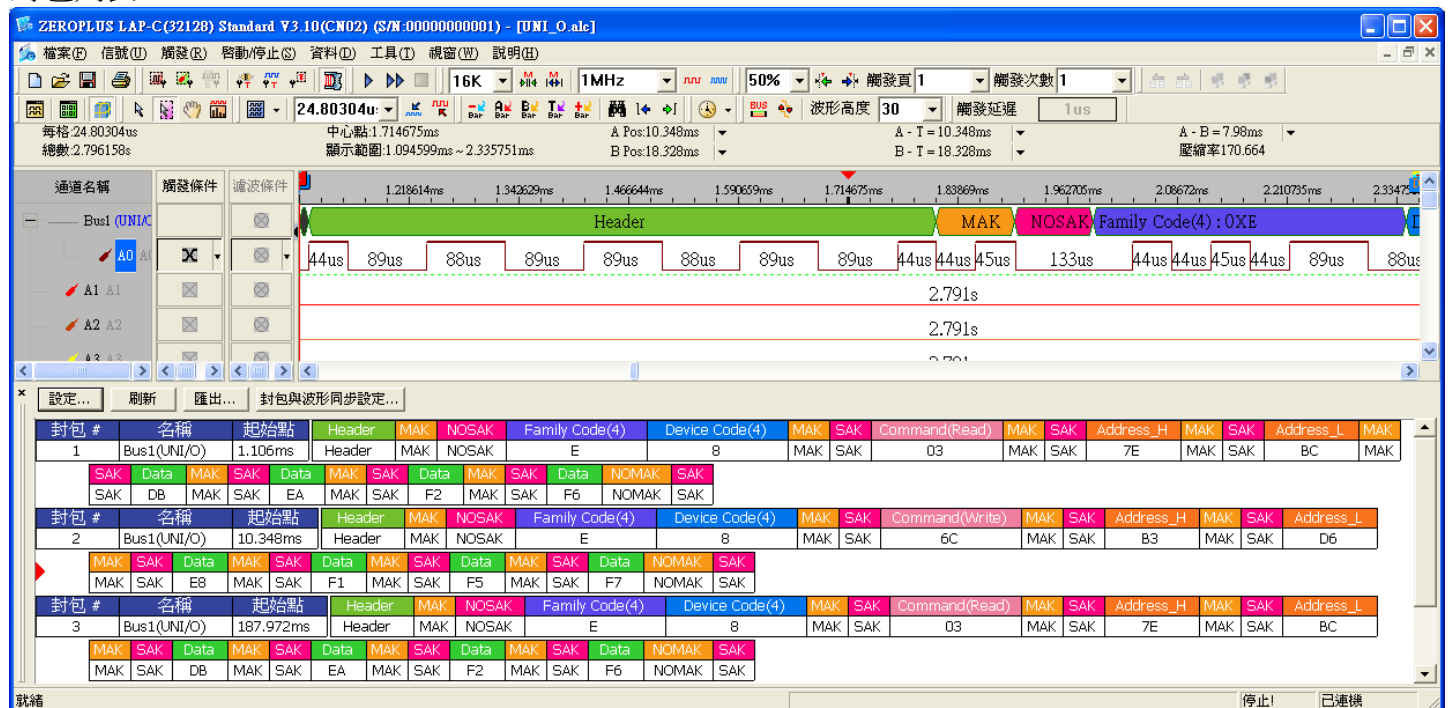 ZEROPLUS LAP-C(32128) Standard V3.10(CN02) (S/N:00000000001) - [UNI_O.alc]
檔案(F) 信號(U) 觸發(R) 啓動/停止(S) 資料(D) 工具(T) 視窗(W) 說明(H)
16K 1MHz 50% 觸發頁 1 觸發次數 1
24.80304u: Bar Bar Bar Bar Bar BUS 波形高度 30 觸發延遲 1us
每格:24.80304us 中心點:1.714675ms A Pos:10.348ms A - T = 10.348ms A - B = 7.98ms
總數:2.796158s 顯示範圍:1.094599ms ~ 2.335751ms B Pos:18.328ms B - T = 18.328ms 壓縮率170.664
通道名稱 觸發條件 濾波條件 1.218614ms 1.342629ms 1.466644ms 1.590659ms 1.714675ms 1.83869ms 1.962705ms 2.08672ms 2.210735ms 2.33475
Bus1 (UNI/O Header MAK NOSAK Family Code(4) : 0XE
A0 A0 44us 89us 88us 89us 89us 88us 89us 89us 44us 44us 45us 133us 44us 44us 45us 44us 89us 88us
A1 A1 2.791s
A2 A2 2.791s
A3 A3 2.791
設定... 刷新 匯出... 封包與波形同步設定...
封包 # 名稱 起始點 Header MAK NOSAK Family Code(4) Device Code(4) MAK SAK Command(Read) MAK SAK Address_H MAK SAK Address_L MAK
1 Bus1(UNI/O) 1.106ms Header MAK NOSAK E 8 MAK SAK 03 MAK SAK 7E MAK SAK BC MAK
SAK Data MAK SAK Data MAK SAK Data MAK SAK Data NOMAK SAK
SAK DB MAK SAK EA MAK SAK F2 MAK SAK F6 NOMAK SAK
封包 # 名稱 起始點 Header MAK NOSAK Family Code(4) Device Code(4) MAK SAK Command(Write) MAK SAK Address_H MAK SAK Address_L
2 Bus1(UNI/O) 10.348ms Header MAK NOSAK E 8 MAK SAK 6C MAK SAK B3 MAK SAK D6
MAK SAK Data MAK SAK Data MAK SAK Data MAK SAK Data NOMAK SAK
MAK SAK E8 MAK SAK F1 MAK SAK F5 MAK SAK F7 NOMAK SAK
封包 # 名稱 起始點 Header MAK NOSAK Family Code(4) Device Code(4) MAK SAK Command(Read) MAK SAK Address_H MAK SAK Address_L
3 Bus1(UNI/O) 187.972ms Header MAK NOSAK E 8 MAK SAK 03 MAK SAK 7E MAK SAK BC
MAK SAK Data MAK SAK Data MAK SAK Data MAK SAK Data NOMAK SAK
MAK SAK DB MAK SAK EA MAK SAK F2 MAK SAK F6 NOMAK SAK
就緒 停止! 已連機